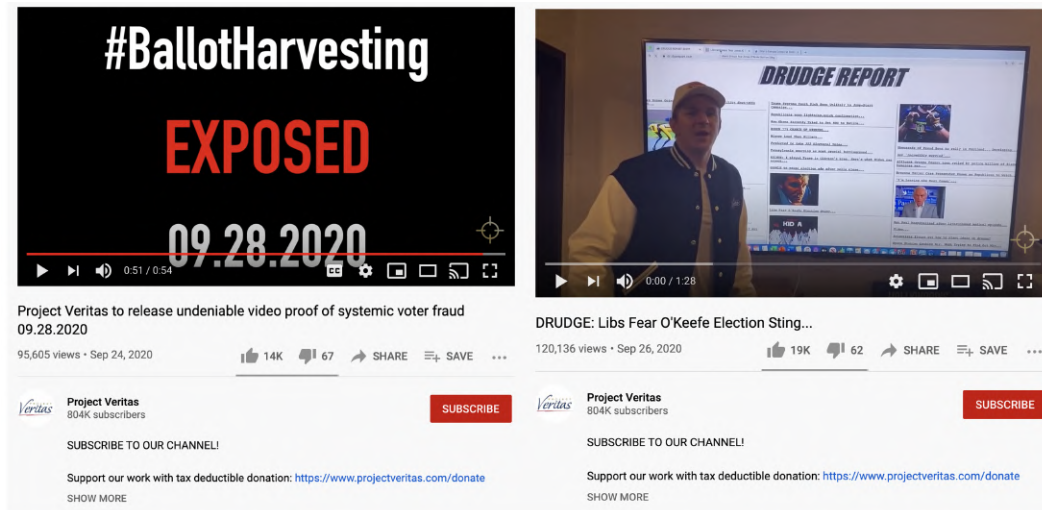 #BallotHarvesting
EXPOSED
09.28.2020
0:51 / 0:54
CC
Project Veritas to release undeniable video proof of systemic voter fraud
09.28.2020
95,605 views • Sep 24, 2020
14K
67
SHARE
SAVE
Veritas
Project Veritas
804K subscribers
SUBSCRIBE
SUBSCRIBE TO OUR CHANNEL!
Support our work with tax deductible donation: https://www.projectveritas.com/donate
SHOW MORE
DRUDGE REPORT
HID A
0:00 / 1:28
DRUDGE: Libs Fear O'Keefe Election Sting...
120,136 views • Sep 26, 2020
19K
62
SHARE
SAVE
Veritas
Project Veritas
804K subscribers
SUBSCRIBE
SUBSCRIBE TO OUR CHANNEL!
Support our work with tax deductible donation: https://www.projectveritas.com/donate
SHOW MORE